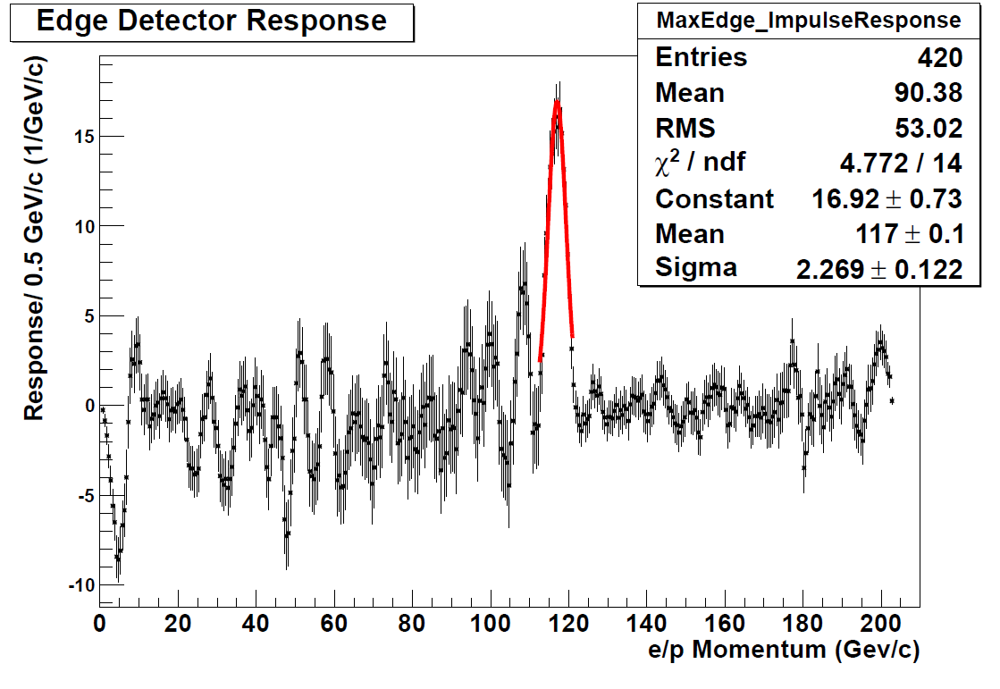 Edge Detector Response
MaxEdge_ImpulseResponse
Entries 420
Mean 90.38
RMS 53.02
χ² / ndf 4.772 / 14
Constant 16.92 ± 0.73
Mean 117 ± 0.1
Sigma 2.269 ± 0.122
Response/ 0.5 GeV/c (1/GeV/c)
15
10
5
0
-5
-10
0 20 40 60 80 100 120 140 160 180 200
e/p Momentum (Gev/c)